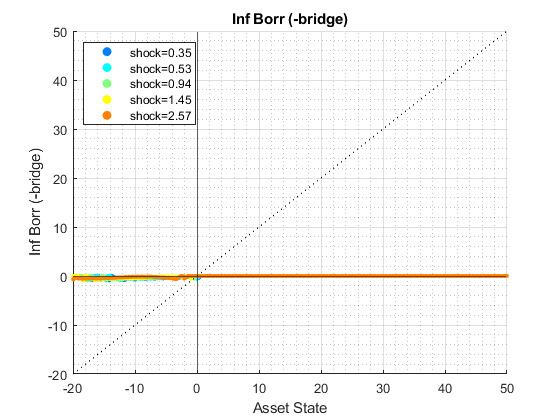 Inf Borr (-bridge)
50
40
30
20
10
0
-10
-20
Inf Borr (-bridge)
shock=0.35
shock=0.53
shock=0.94
shock=1.45
shock=2.57
-20
-10
0
10
20
30
40
50
Asset State